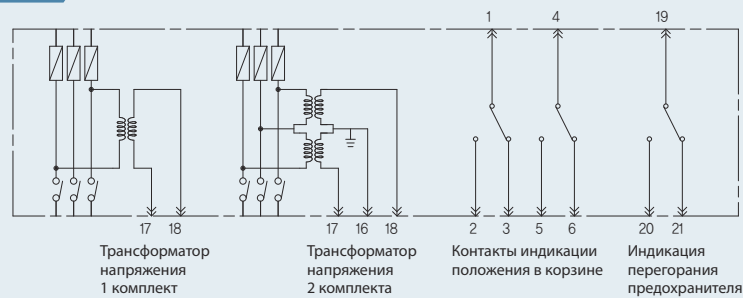 1 4 19
17 18 17 16 18 2 3 5 6 20 21
Трансформатор
напряжения
1 комплект
Трансформатор
напряжения
2 комплекта
Контакты индикации
положения в корзине
Индикация
перегорания
предохранителя